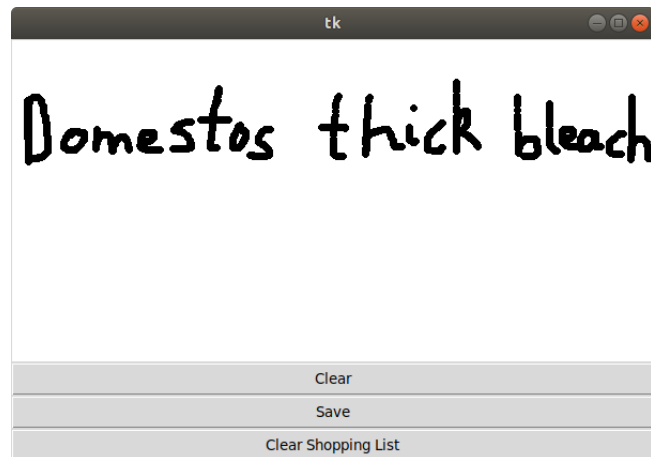 tk
Domestos thick bleach
Clear
Save
Clear Shopping List